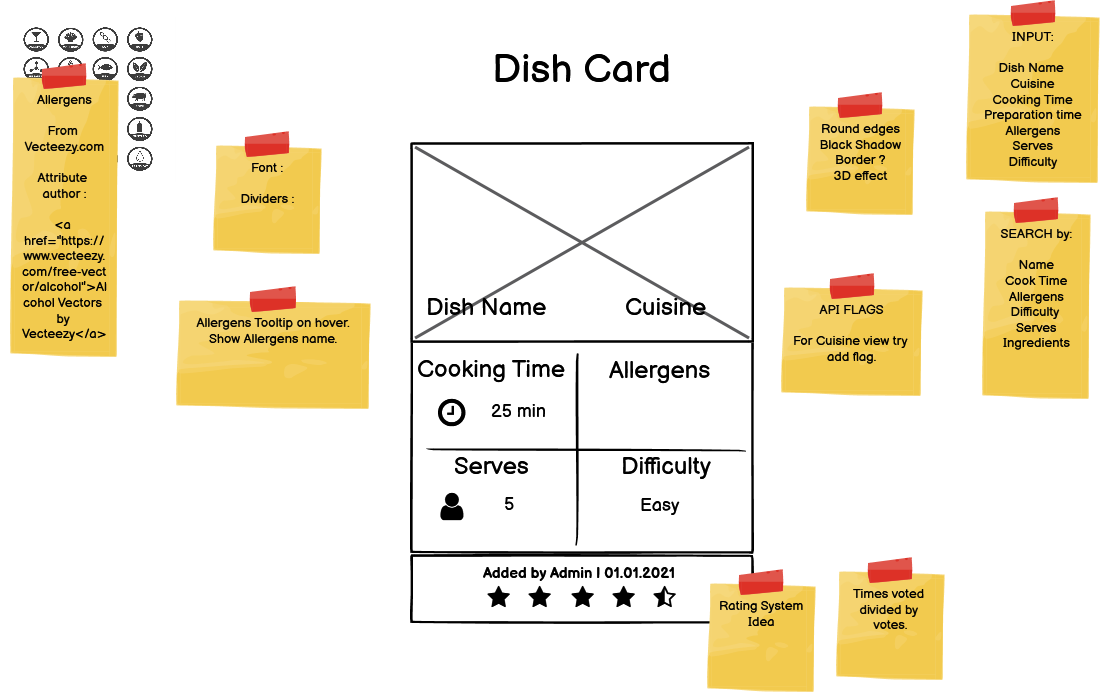 Dish Card
Allergens
From
Vecteezy.com
Attribute
author :
<a
href="https://
www.vecteezy.
com/free-vect
or/alcohol">Al
cohol Vectors
by
Vecteezy</a>
Font :
Dividers :
Allergens Tooltip on hover.
Show Allergens name.
Dish Name
Cuisine
Cooking Time
25 min
Allergens
Serves
5
Difficulty
Easy
Added by Admin | 01.01.2021
Round edges
Black Shadow
Border ?
3D effect
API FLAGS
For Cuisine view try
add flag.
INPUT:
Dish Name
Cuisine
Cooking Time
Preparation time
Allergens
Serves
Difficulty
SEARCH by:
Name
Cook Time
Allergens
Difficulty
Serves
Ingredients
Rating System
Idea
Times voted
divided by
votes.